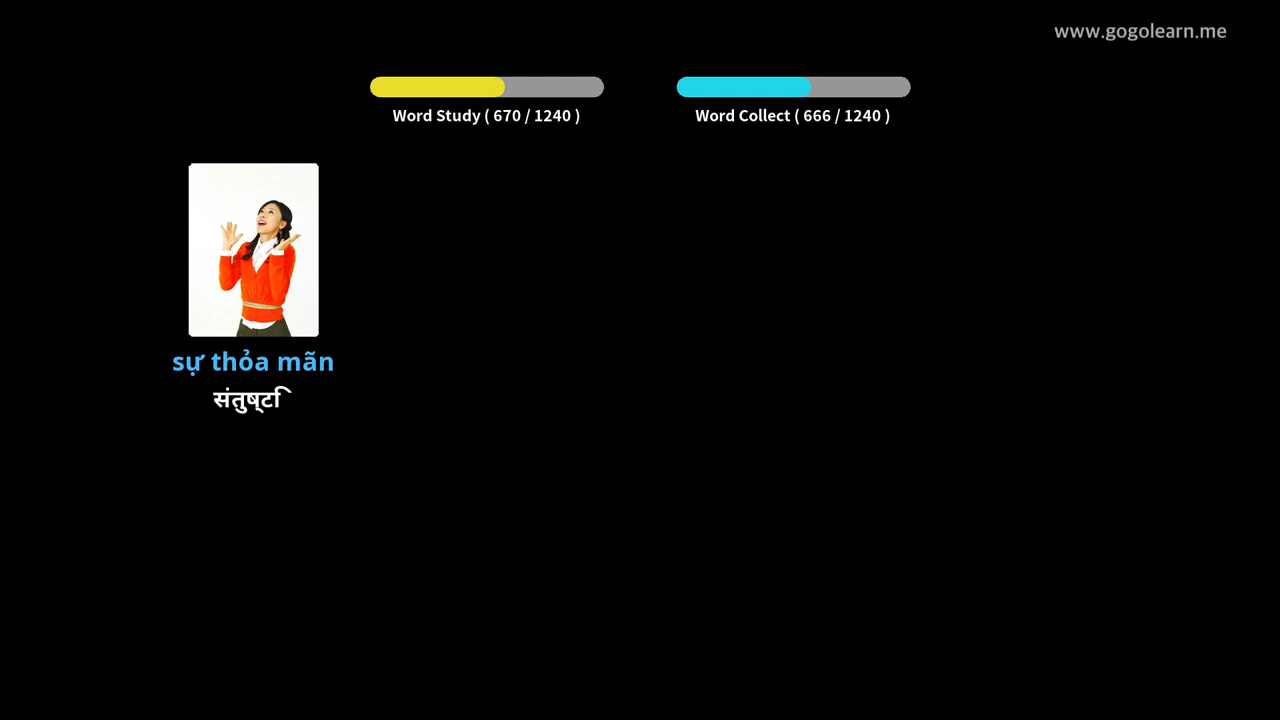 www.gogolearn.me
Word Study ( 670 / 1240 )
Word Collect ( 666 / 1240 )
sự thỏa mãn
संतुष्टि